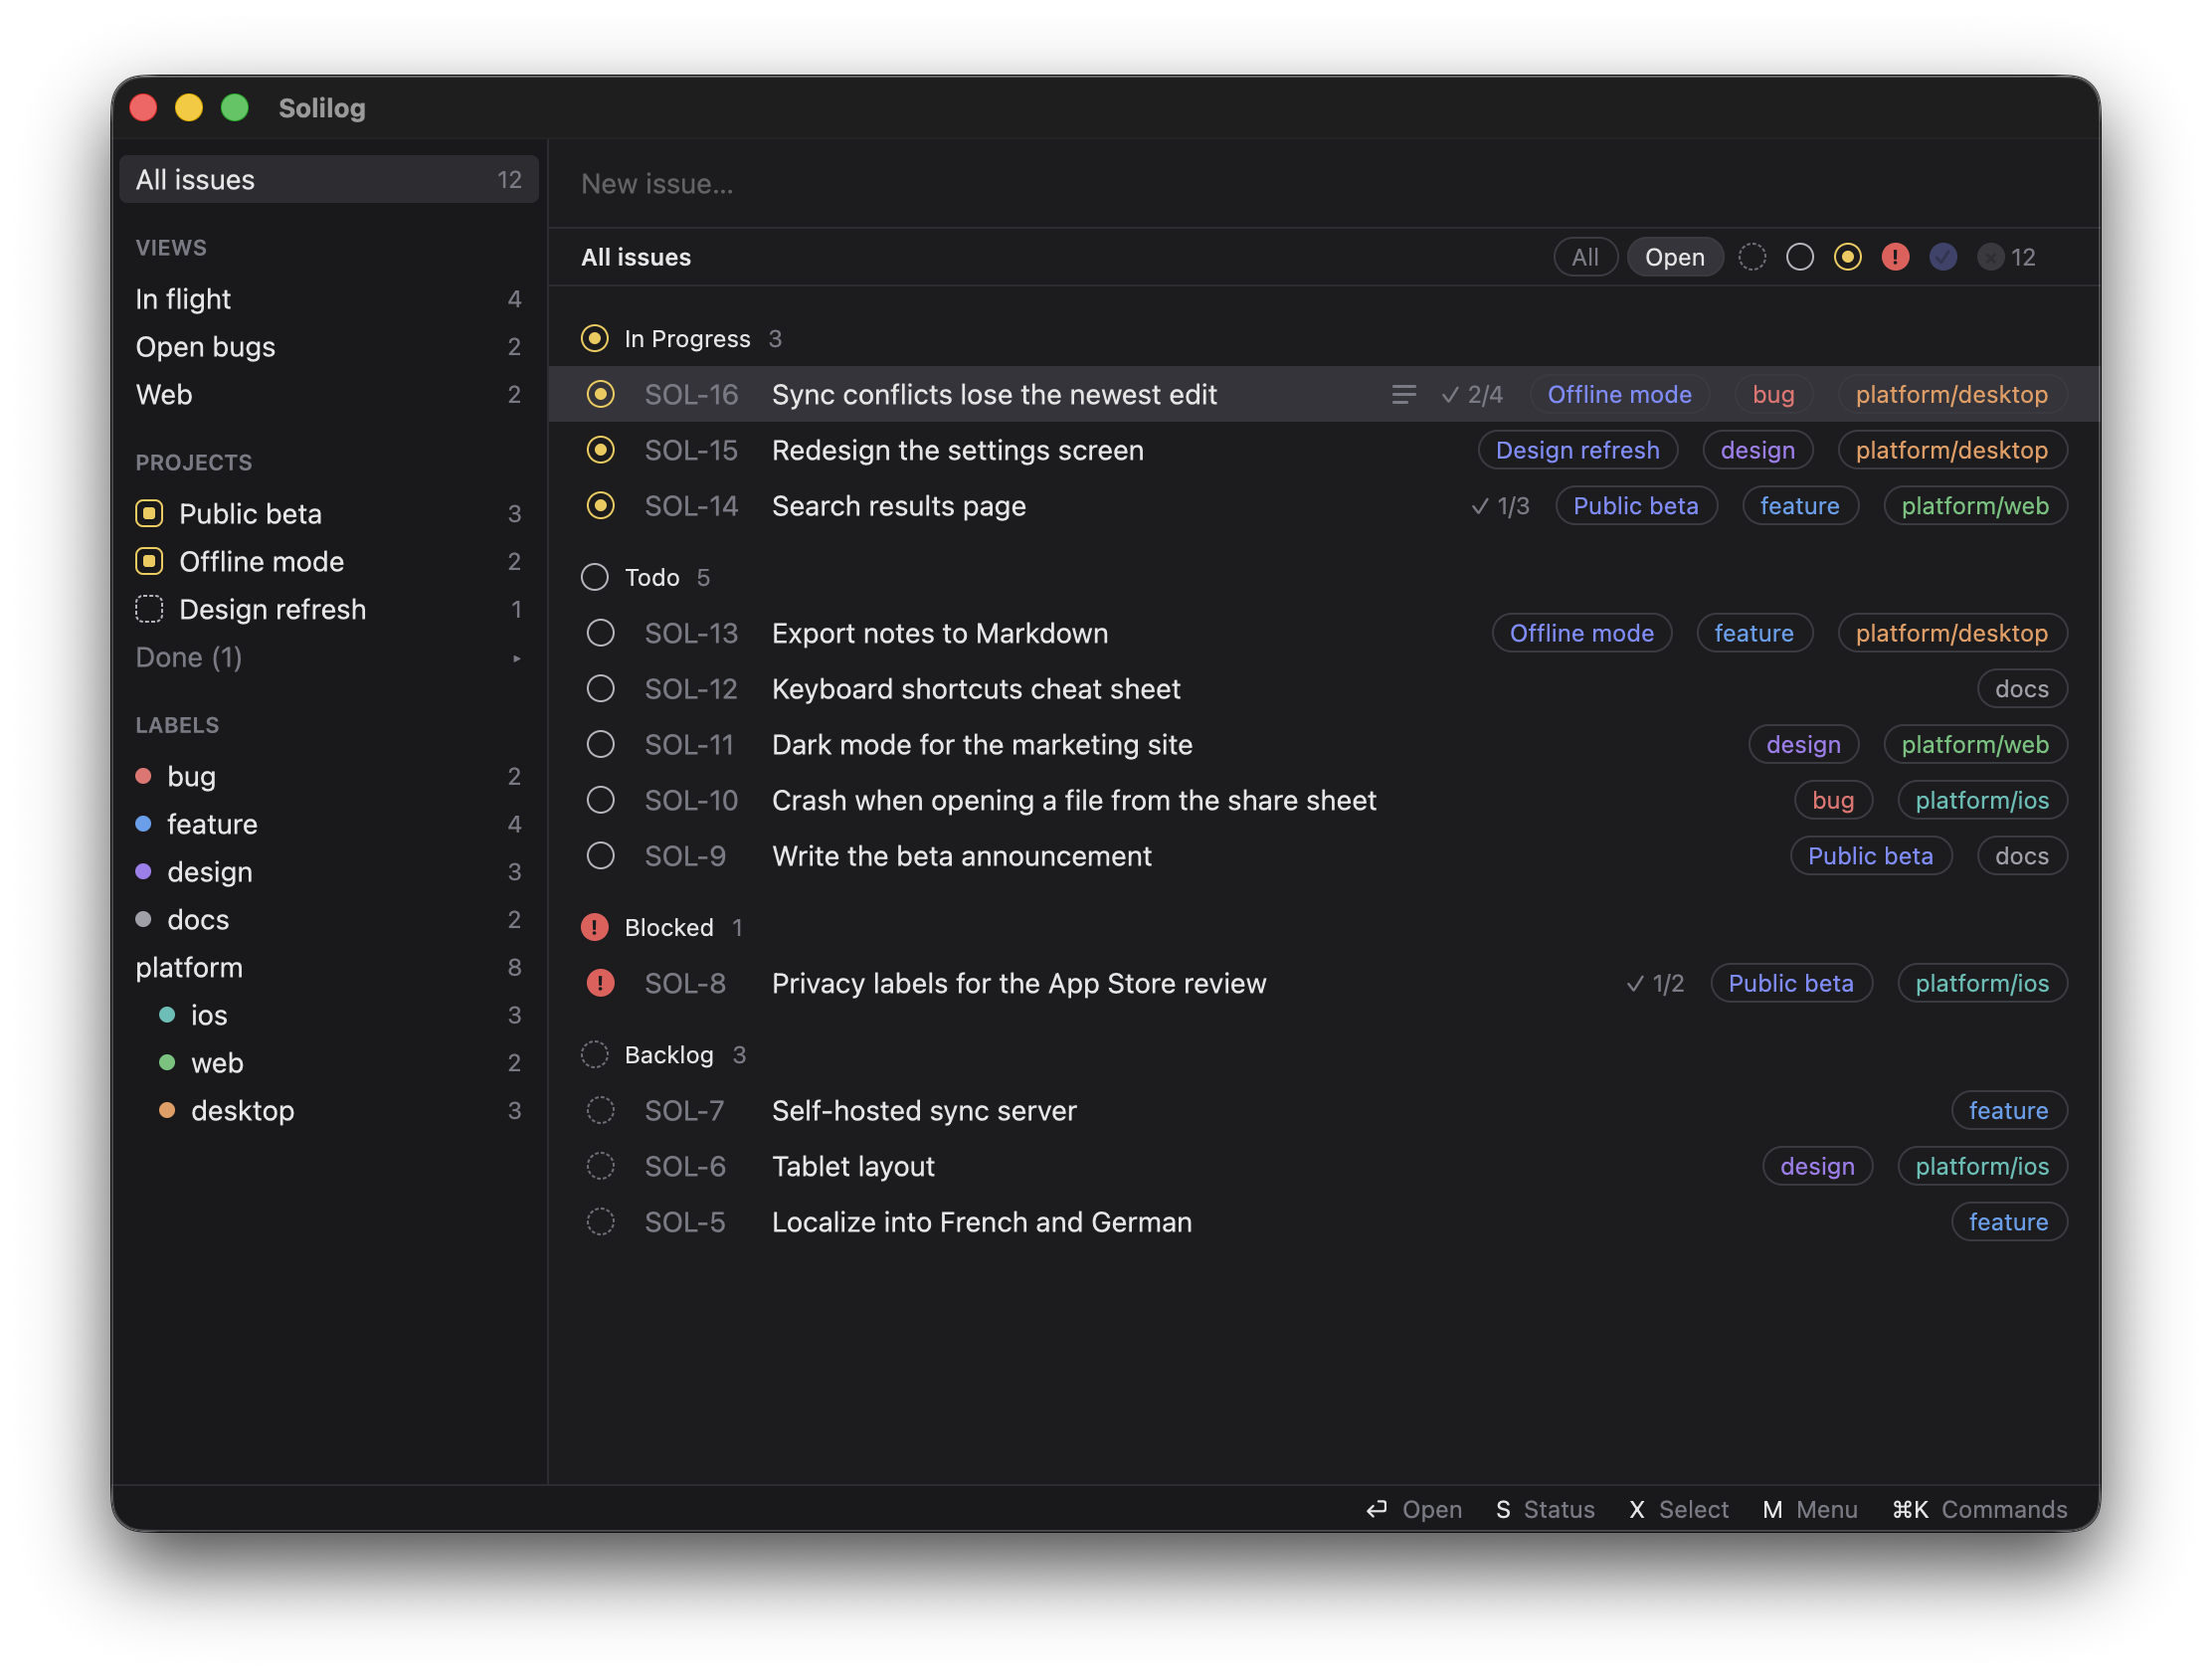 Solilog
All issues 12
VIEWS
In flight 4
Open bugs 2
Web 2
PROJECTS
Public beta 3
Offline mode 2
Design refresh 1
Done (1)
LABELS
bug 2
feature 4
design 3
docs 2
platform 8
ios 3
web 2
desktop 3
New issue...
All issues All Open 12
In Progress 3
SOL-16 Sync conflicts lose the newest edit 2/4 Offline mode bug platform/desktop
SOL-15 Redesign the settings screen Design refresh design platform/desktop
SOL-14 Search results page 1/3 Public beta feature platform/web
Todo 5
SOL-13 Export notes to Markdown Offline mode feature platform/desktop
SOL-12 Keyboard shortcuts cheat sheet docs
SOL-11 Dark mode for the marketing site design platform/web
SOL-10 Crash when opening a file from the share sheet bug platform/ios
SOL-9 Write the beta announcement Public beta docs
Blocked 1
SOL-8 Privacy labels for the App Store review 1/2 Public beta platform/ios
Backlog 3
SOL-7 Self-hosted sync server feature
SOL-6 Tablet layout design platform/ios
SOL-5 Localize into French and German feature
Open S Status X Select M Menu ⌘K Commands